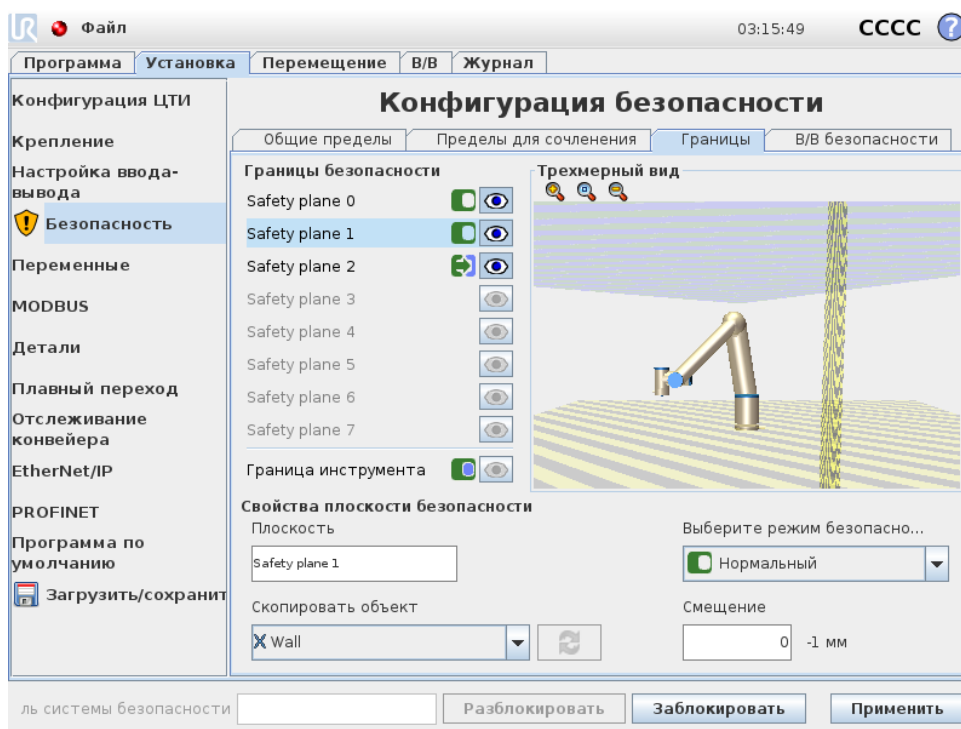 UR Файл 03:15:49 CCCC ?
Программа Установка Перемещение В/В Журнал
Конфигурация ЦТИ
Крепление
Настройка ввода-
вывода
Безопасность
Переменные
MODBUS
Детали
Плавный переход
Отслеживание
конвейера
EtherNet/IP
PROFINET
Программа по
умолчанию
Загрузить/сохранит
Конфигурация безопасности
Общие пределы Пределы для сочленения Границы В/В безопасности
Границы безопасности
Safety plane 0
Safety plane 1
Safety plane 2
Safety plane 3
Safety plane 4
Safety plane 5
Safety plane 6
Safety plane 7
Граница инструмента
Трехмерный вид
Свойства плоскости безопасности
Плоскость
Safety plane 1
Скопировать объект
Wall
Выберите режим безопасно...
Нормальный
Смещение
0 -1 мм
ль системы безопасности Разблокировать Заблокировать Применить